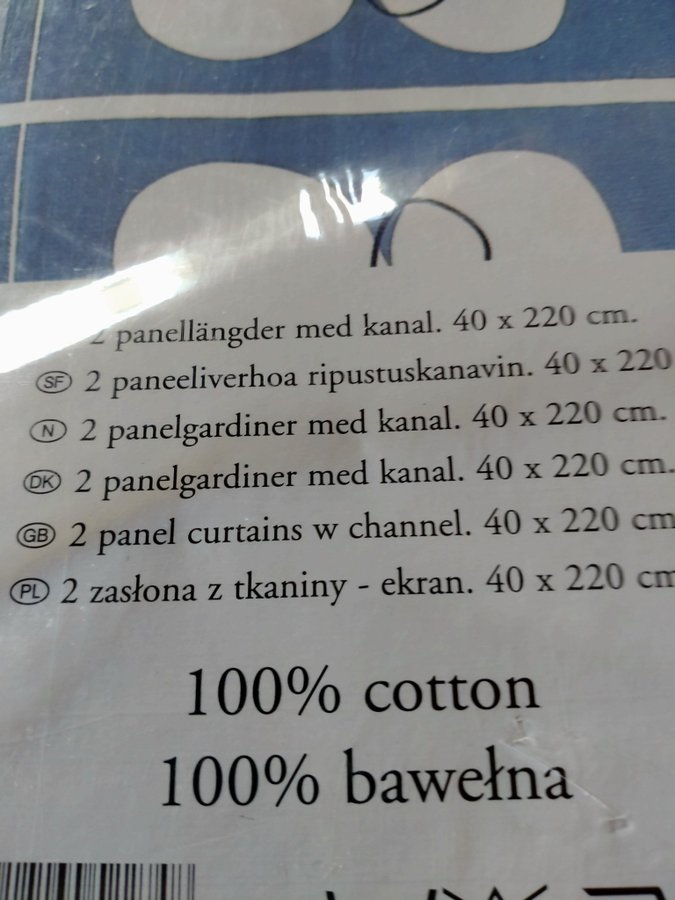 2 panellängder med kanal. 40 x 220 cm.
SF 2 paneeliverhoa ripustuskanavin. 40 x 220
N 2 panelgardiner med kanal. 40 x 220 cm.
DK 2 panelgardiner med kanal. 40 x 220 cm.
GB 2 panel curtains w channel. 40 x 220 cm
PL 2 zasłona z tkaniny - ekran. 40 x 220 cm
100% cotton
100% bawełna